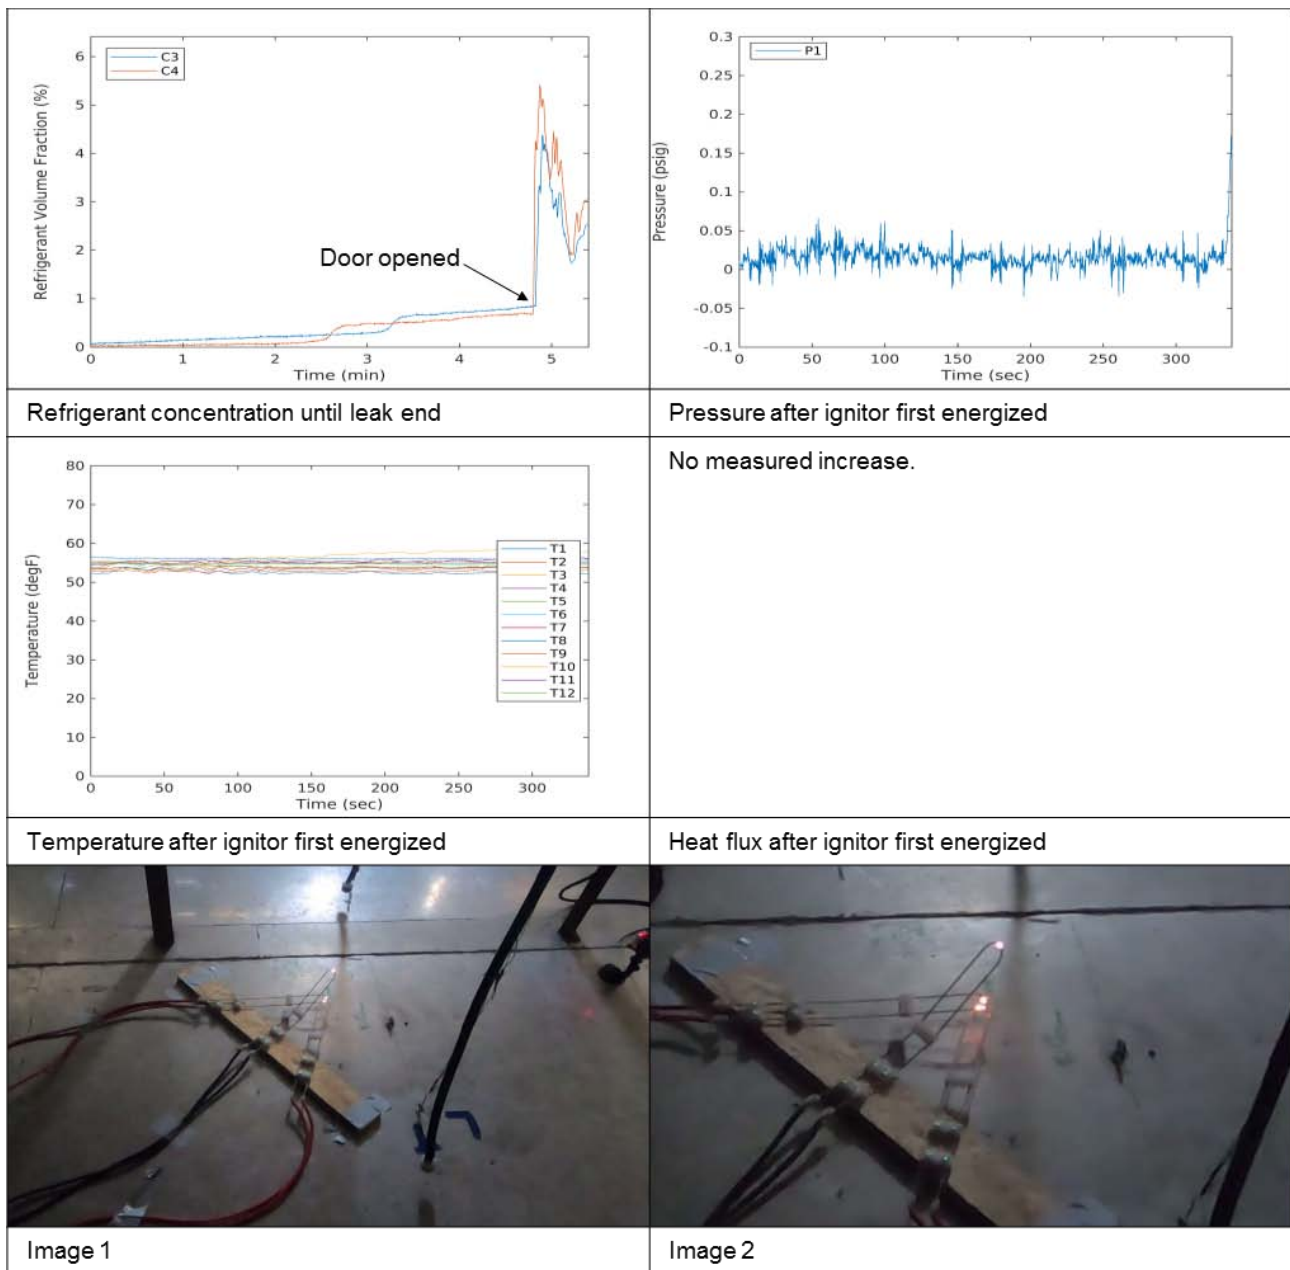 C3
C4
Refrigerant Volume Fraction (%)
6
5
4
3
2
1
0
Door opened
0 1 2 3 4 5
Time (min)
P1
Pressure (psig)
0.3
0.25
0.2
0.15
0.1
0.05
0
-0.05
-0.1
0 50 100 150 200 250 300
Time (sec)
Refrigerant concentration until leak end
Pressure after ignitor first energized
Temperature (degF)
80
70
60
50
40
30
20
10
0
T1
T2
T3
T4
T5
T6
T7
T8
T9
T10
T11
T12
0 50 100 150 200 250 300
Time (sec)
No measured increase.
Temperature after ignitor first energized
Heat flux after ignitor first energized
Image 1
Image 2